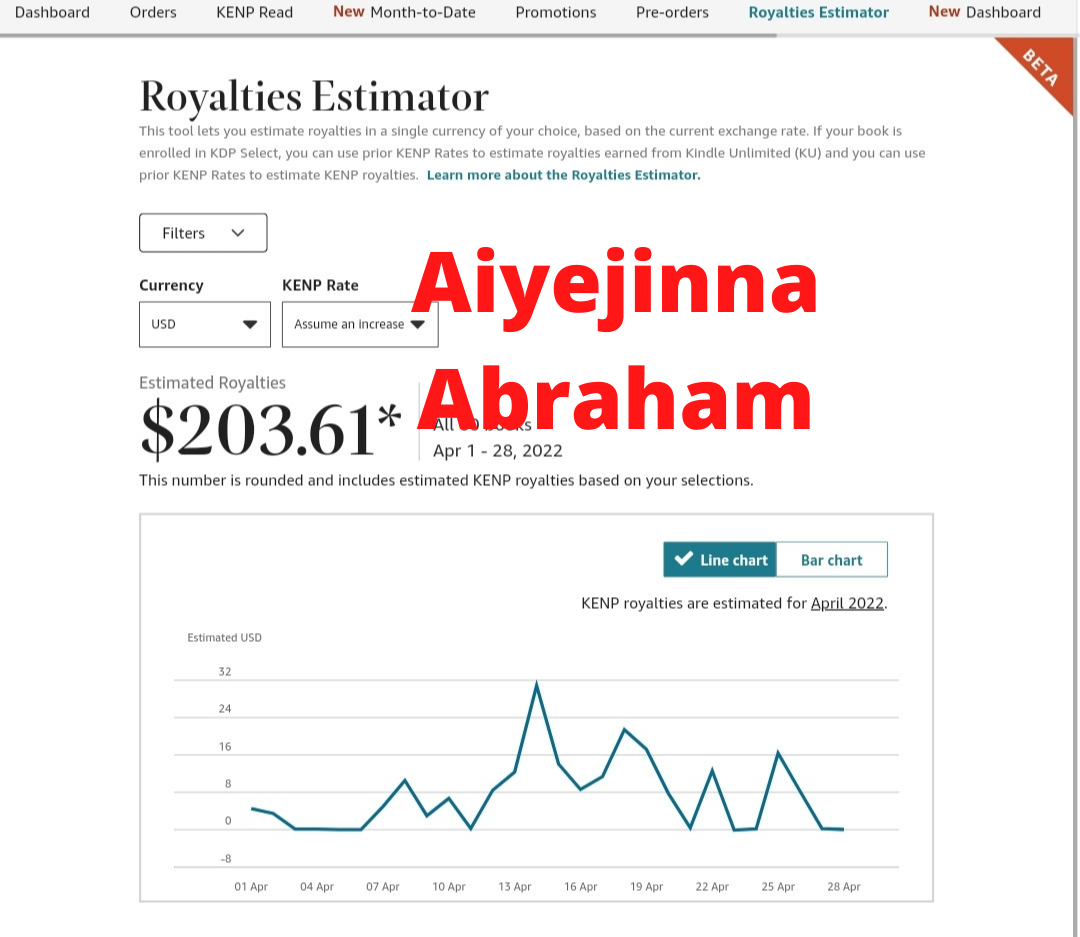 Dashboard Orders KENP Read New Month-to-Date Promotions Pre-orders Royalties Estimator New Dashboard
BETA
Royalties Estimator
This tool lets you estimate royalties in a single currency of your choice, based on the current exchange rate. If your book is
enrolled in KDP Select, you can use prior KENP Rates to estimate royalties earned from Kindle Unlimited (KU) and you can use
prior KENP Rates to estimate KENP royalties. Learn more about the Royalties Estimator.
Filters
Aiyejinna
Currency KENP Rate
USD Assume an increase
Abraham
Estimated Royalties
$203.61*
All books
Apr 1 - 28, 2022
This number is rounded and includes estimated KENP royalties based on your selections.
Line chart Bar chart
KENP royalties are estimated for April 2022.
Estimated USD
32
24
16
8
0
-8
01 Apr 04 Apr 07 Apr 10 Apr 13 Apr 16 Apr 19 Apr 22 Apr 25 Apr 28 Apr